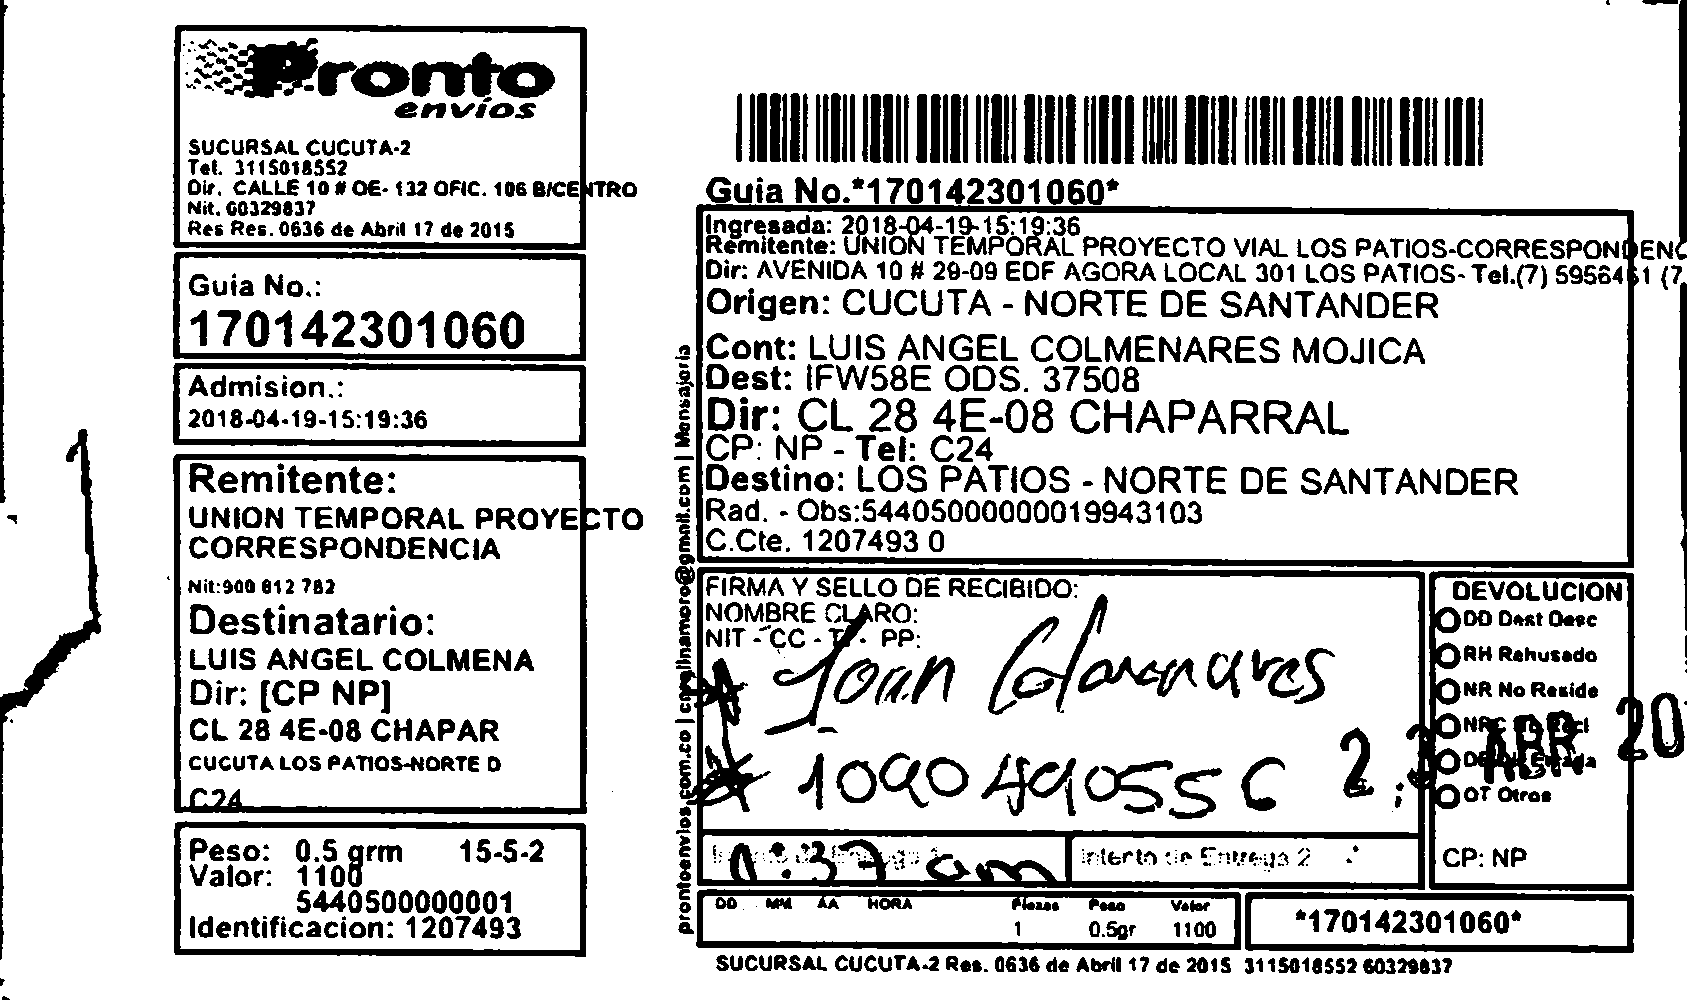 Pronto
envíos
SUCURSAL CUCUTA-2
Tel. 3115018552
Dir. CALLE 10 # OE- 132 OFIC. 106 B/CENTRO
Nit. 60329837
Res Res. 0636 de Abril 17 de 2015
Guia No.:
170142301060
Admision.:
2018-04-19-15:19:36
Remitente:
UNION TEMPORAL PROYECTO
CORRESPONDENCIA
Nit:900 812 782
Destinatario:
LUIS ANGEL COLMENA
Dir: [CP NP]
CL 28 4E-08 CHAPAR
CUCUTA LOS PATIOS-NORTE D
C24
Peso: 0.5 grm 15-5-2
Valor: 1100
5440500000001
Identificacion: 1207493
prontoenvios.com.co | @gmail.com | Mensajeria
Guia No.*170142301060*
Ingresada: 2018-04-19-15:19:36
Remitente: UNION TEMPORAL PROYECTO VIAL LOS PATIOS-CORRESPONDENC
Dir: AVENIDA 10 # 29-09 EDF AGORA LOCAL 301 LOS PATIOS- Tel.(7) 5956461 (7
Origen: CUCUTA - NORTE DE SANTANDER
Cont: LUIS ANGEL COLMENARES MOJICA
Dest: IFW58E ODS. 37508
Dir: CL 28 4E-08 CHAPARRAL
CP: NP - Tel: C24
Destino: LOS PATIOS - NORTE DE SANTANDER
Rad. - Obs:54405000000019943103
C.Cte. 1207493 0
FIRMA Y SELLO DE RECIBIDO:
NOMBRE CLARO:
NIT - CC - TI - PP:
Joan Colmenares
1090490556
DEVOLUCION
DD Dest Desc
RH Rehusado
NR No Reside
OT Otros
CP: NP
ABR 20
:37 am
Intento de Entrega 2
DD MM AA HORA Piezas Peso Valor
1 0.5gr 1100
*170142301060*
SUCURSAL CUCUTA-2 Res. 0636 de Abril 17 de 2015 3115018552 60329837